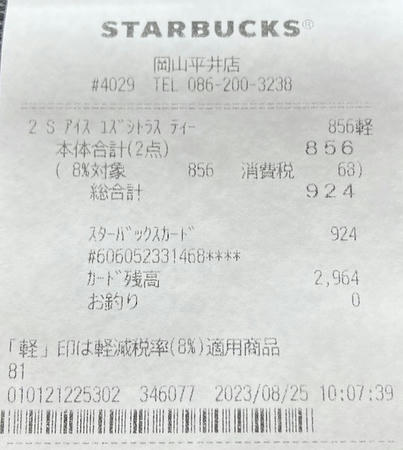 STARBUCKS®
岡山平井店
#4029 TEL 086-200-3238
2 S アイス ユズシトラス ティー 856軽
本体合計(2点) 856
( 8%対象 856 消費税 68)
総合計 924
スターバックスカード 924
#606052331468****
カード残高 2,964
お釣り 0
「軽」印は軽減税率(8%)適用商品
81
010121225302 346077 2023/08/25 10:07:39